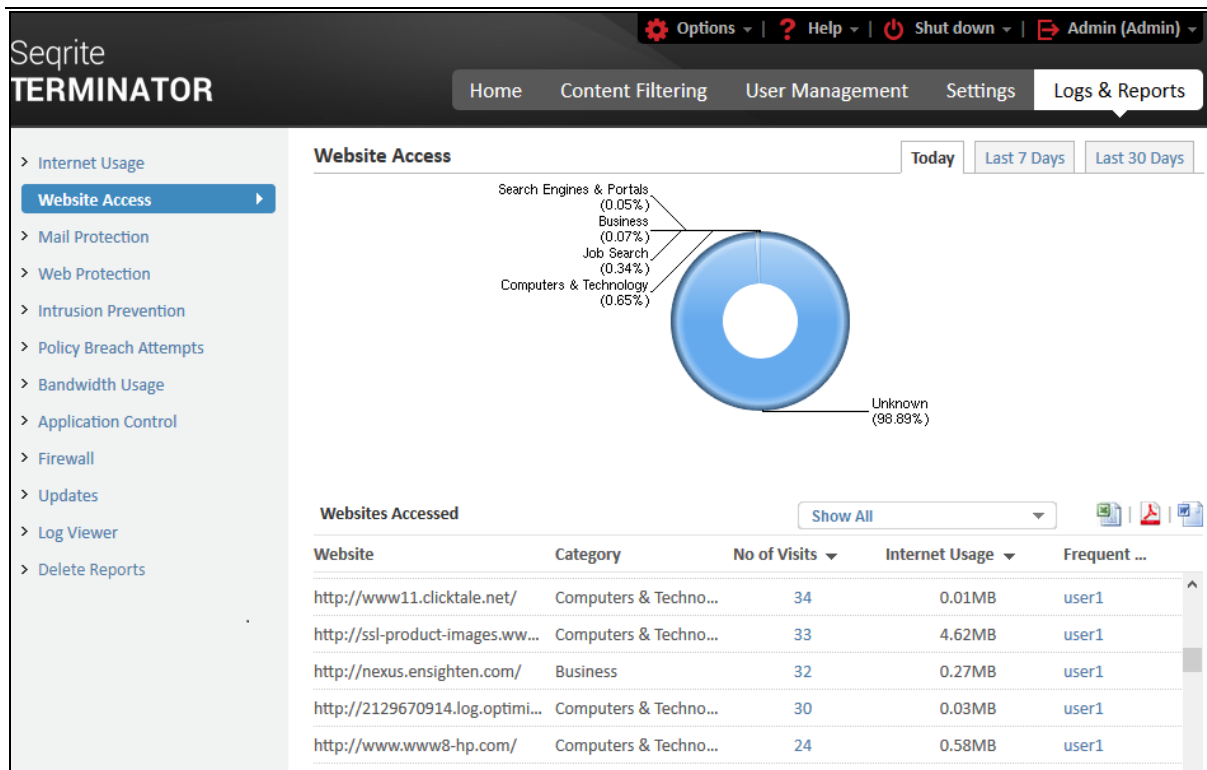 Options | Help | Shut down | Admin (Admin)
Seqrite
TERMINATOR
Home Content Filtering User Management Settings Logs & Reports
Internet Usage
Website Access
Mail Protection
Web Protection
Intrusion Prevention
Policy Breach Attempts
Bandwidth Usage
Application Control
Firewall
Updates
Log Viewer
Delete Reports
Website Access Today Last 7 Days Last 30 Days
Search Engines & Portals
(0.05%)
Business
(0.07%)
Job Search
(0.34%)
Computers & Technology
(0.65%)
Unknown
(98.89%)
Websites Accessed Show All
Website Category No of Visits Internet Usage Frequent ...
http://www11.clicktale.net/ Computers & Techno... 34 0.01MB user1
http://ssl-product-images.ww... Computers & Techno... 33 4.62MB user1
http://nexus.ensighten.com/ Business 32 0.27MB user1
http://2129670914.log.optimi... Computers & Techno... 30 0.03MB user1
http://www.www8-hp.com/ Computers & Techno... 24 0.58MB user1